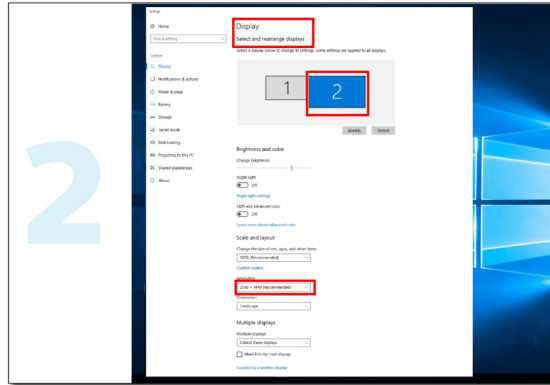 Settings
Home
Find a setting
System
Display
Notifications & actions
Power & sleep
Battery
Storage
Tablet mode
Multitasking
Projecting to this PC
Shared experiences
About
2
Display
Select and rearrange displays
Select a display below to change its settings. Some settings are applied to all displays.
1
2
Identify
Detect
Brightness and color
Change brightness
Night light
Off
Night light settings
HDR and advanced color
Off
Learn more about advanced color
Scale and layout
Change the size of text, apps, and other items
100% (Recommended)
Custom scaling
Resolution
2560 × 1440 (Recommended)
Orientation
Landscape
Multiple displays
Multiple displays
Extend these displays
Make this my main display
Connect to a wireless display